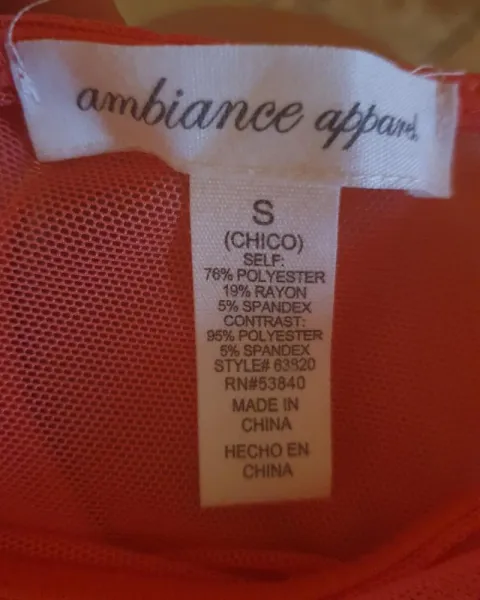 ambiance apparel
S
(CHICO)
SELF:
76% POLYESTER
19% RAYON
5% SPANDEX
CONTRAST:
95% POLYESTER
5% SPANDEX
STYLE# 63820
RN#53840
MADE IN
CHINA
HECHO EN
CHINA